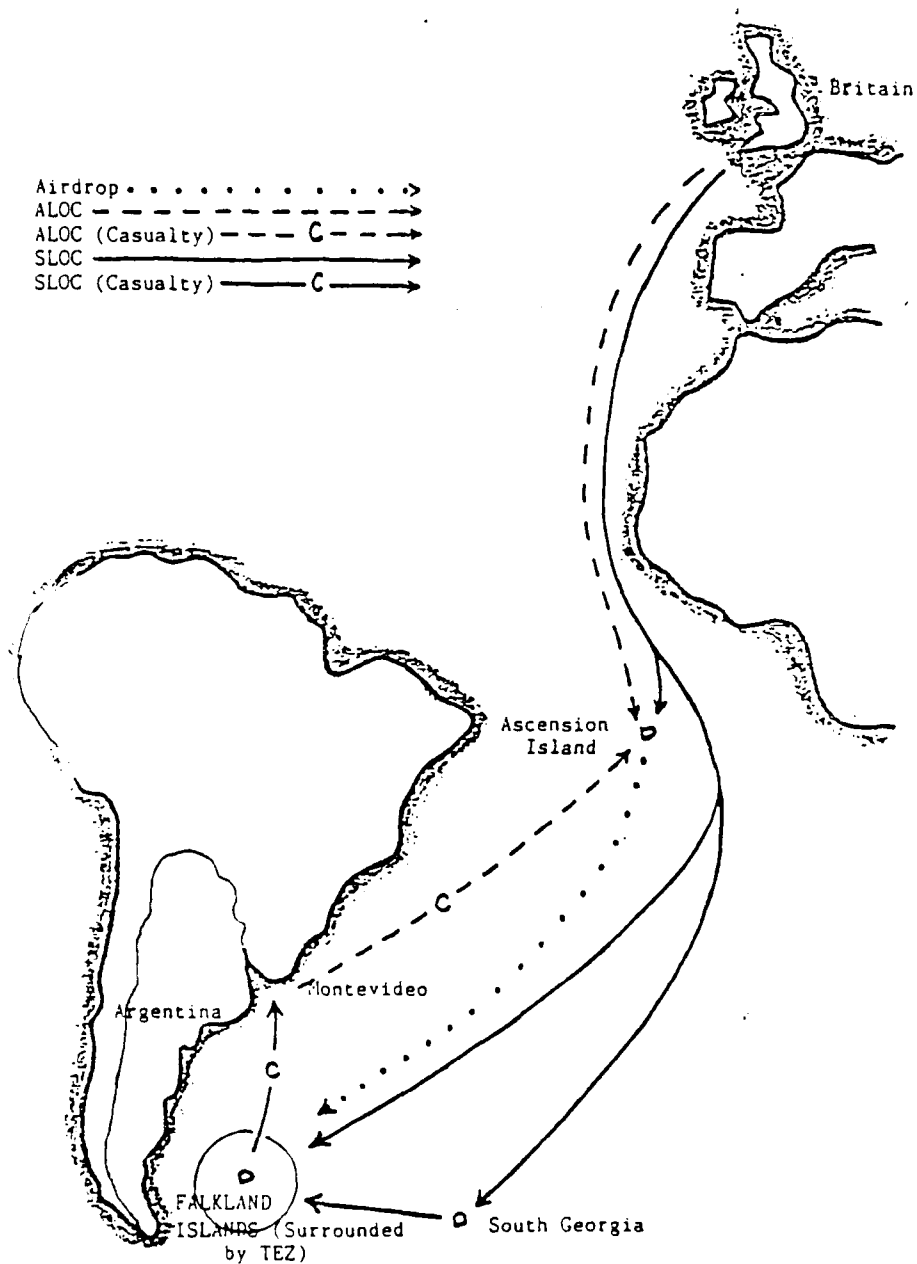 Britain
Airdrop
ALOC
ALOC (Casualty) C
SLOC
SLOC (Casualty) C
Ascension
Island
C
Montevideo
Argentina
C
FALKLAND
ISLANDS (Surrounded
by TEZ)
South Georgia